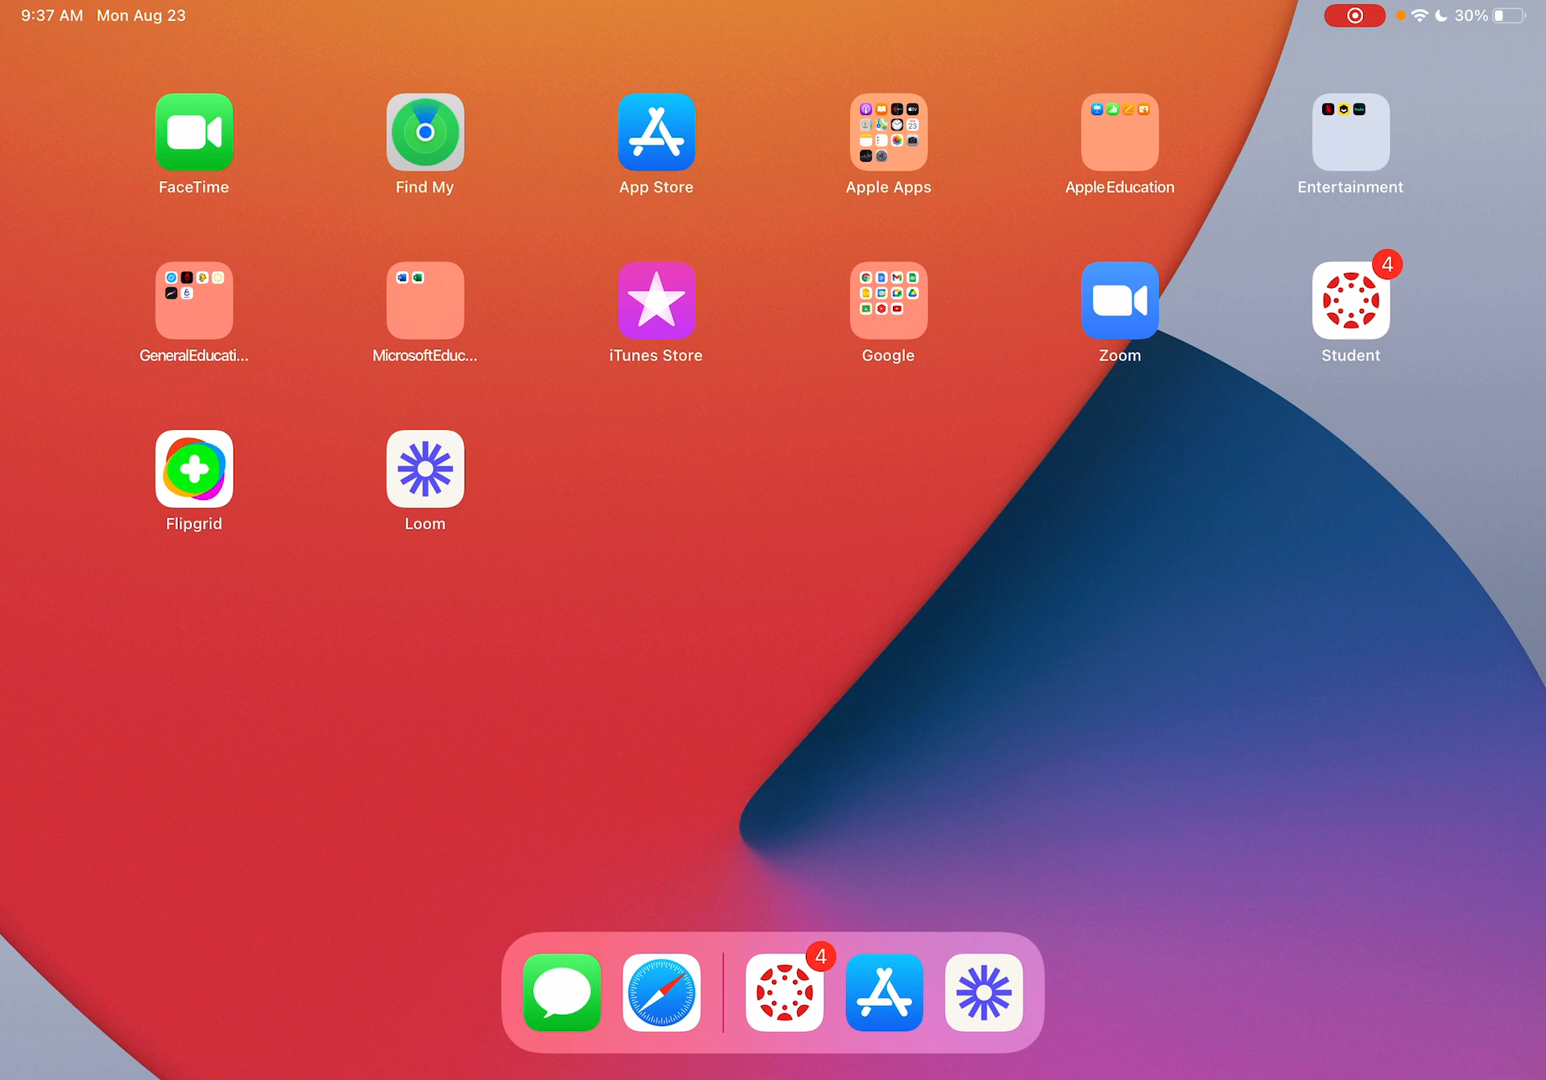 9:37 AM Mon Aug 23
30%
FaceTime
Find My
App Store
Apple Apps
23
AppleEducation
Entertainment
GeneralEducati...
MicrosoftEduc...
iTunes Store
Google
Zoom
4
Student
Flipgrid
Loom
4